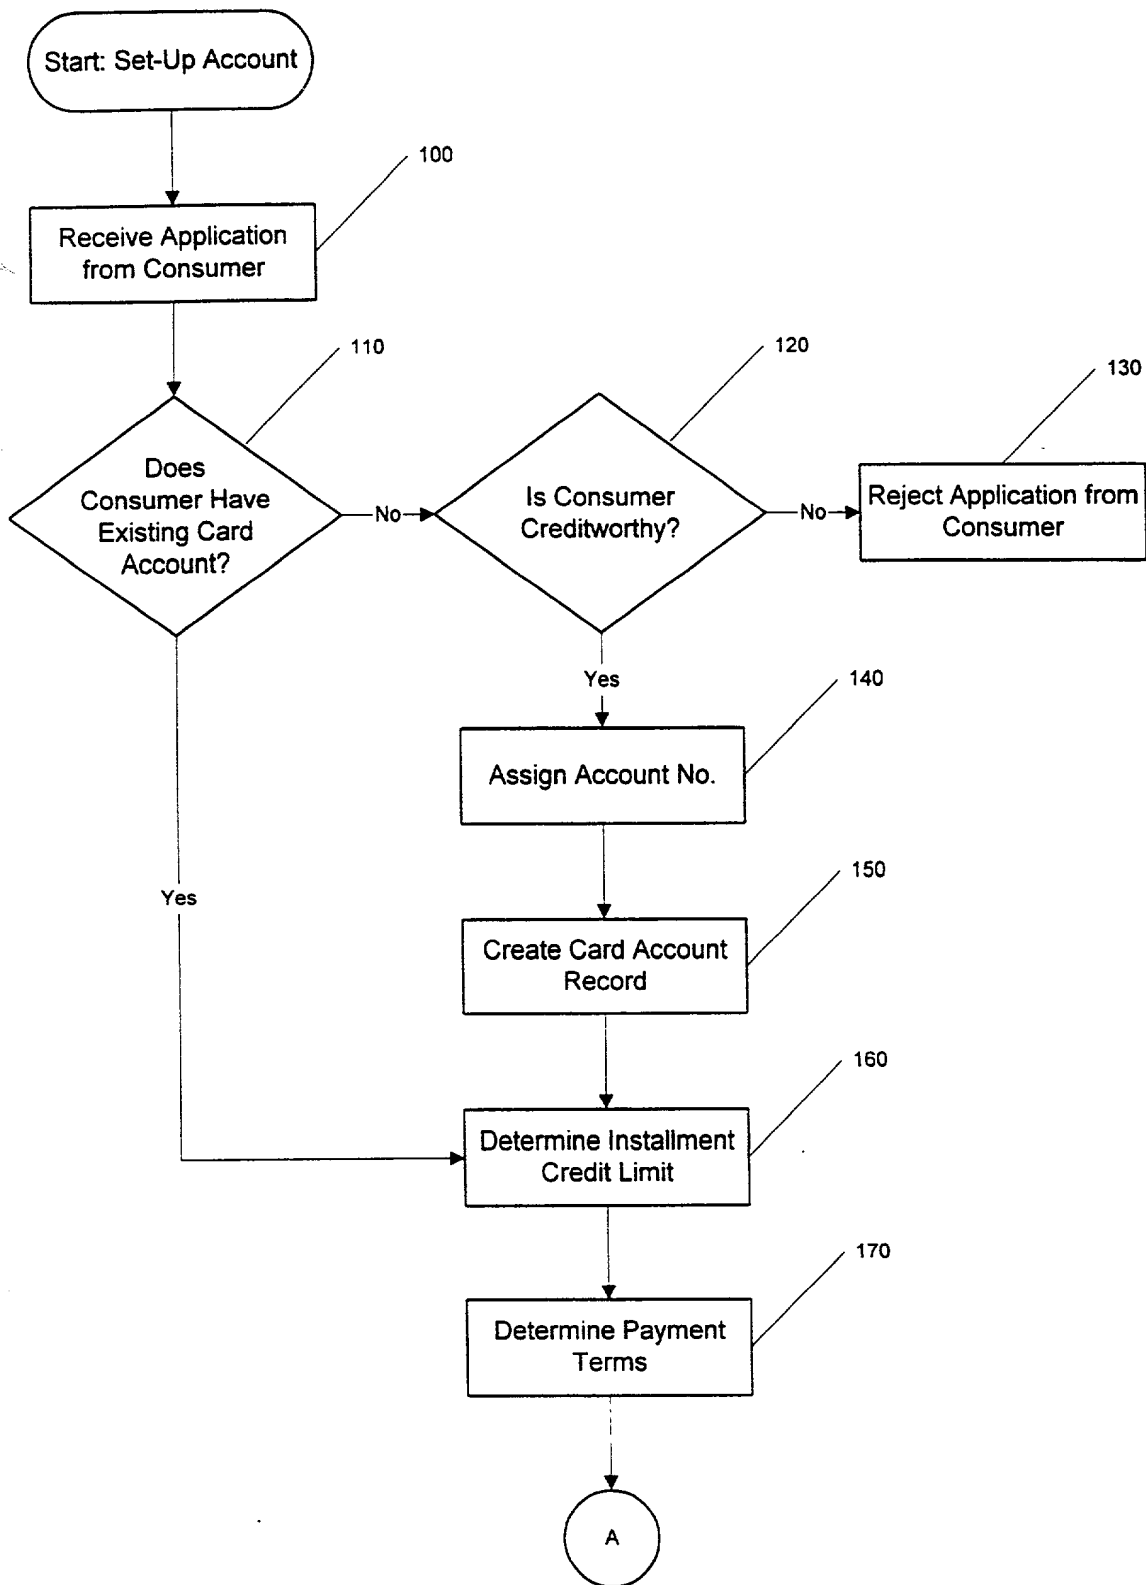 Start: Set-Up Account
100
Receive Application
from Consumer
110
120
130
Does
Consumer Have
Existing Card
Account?
No
Is Consumer
Creditworthy?
No
Reject Application from
Consumer
Yes
140
Assign Account No.
Yes
150
Create Card Account
Record
160
Determine Installment
Credit Limit
170
Determine Payment
Terms
A